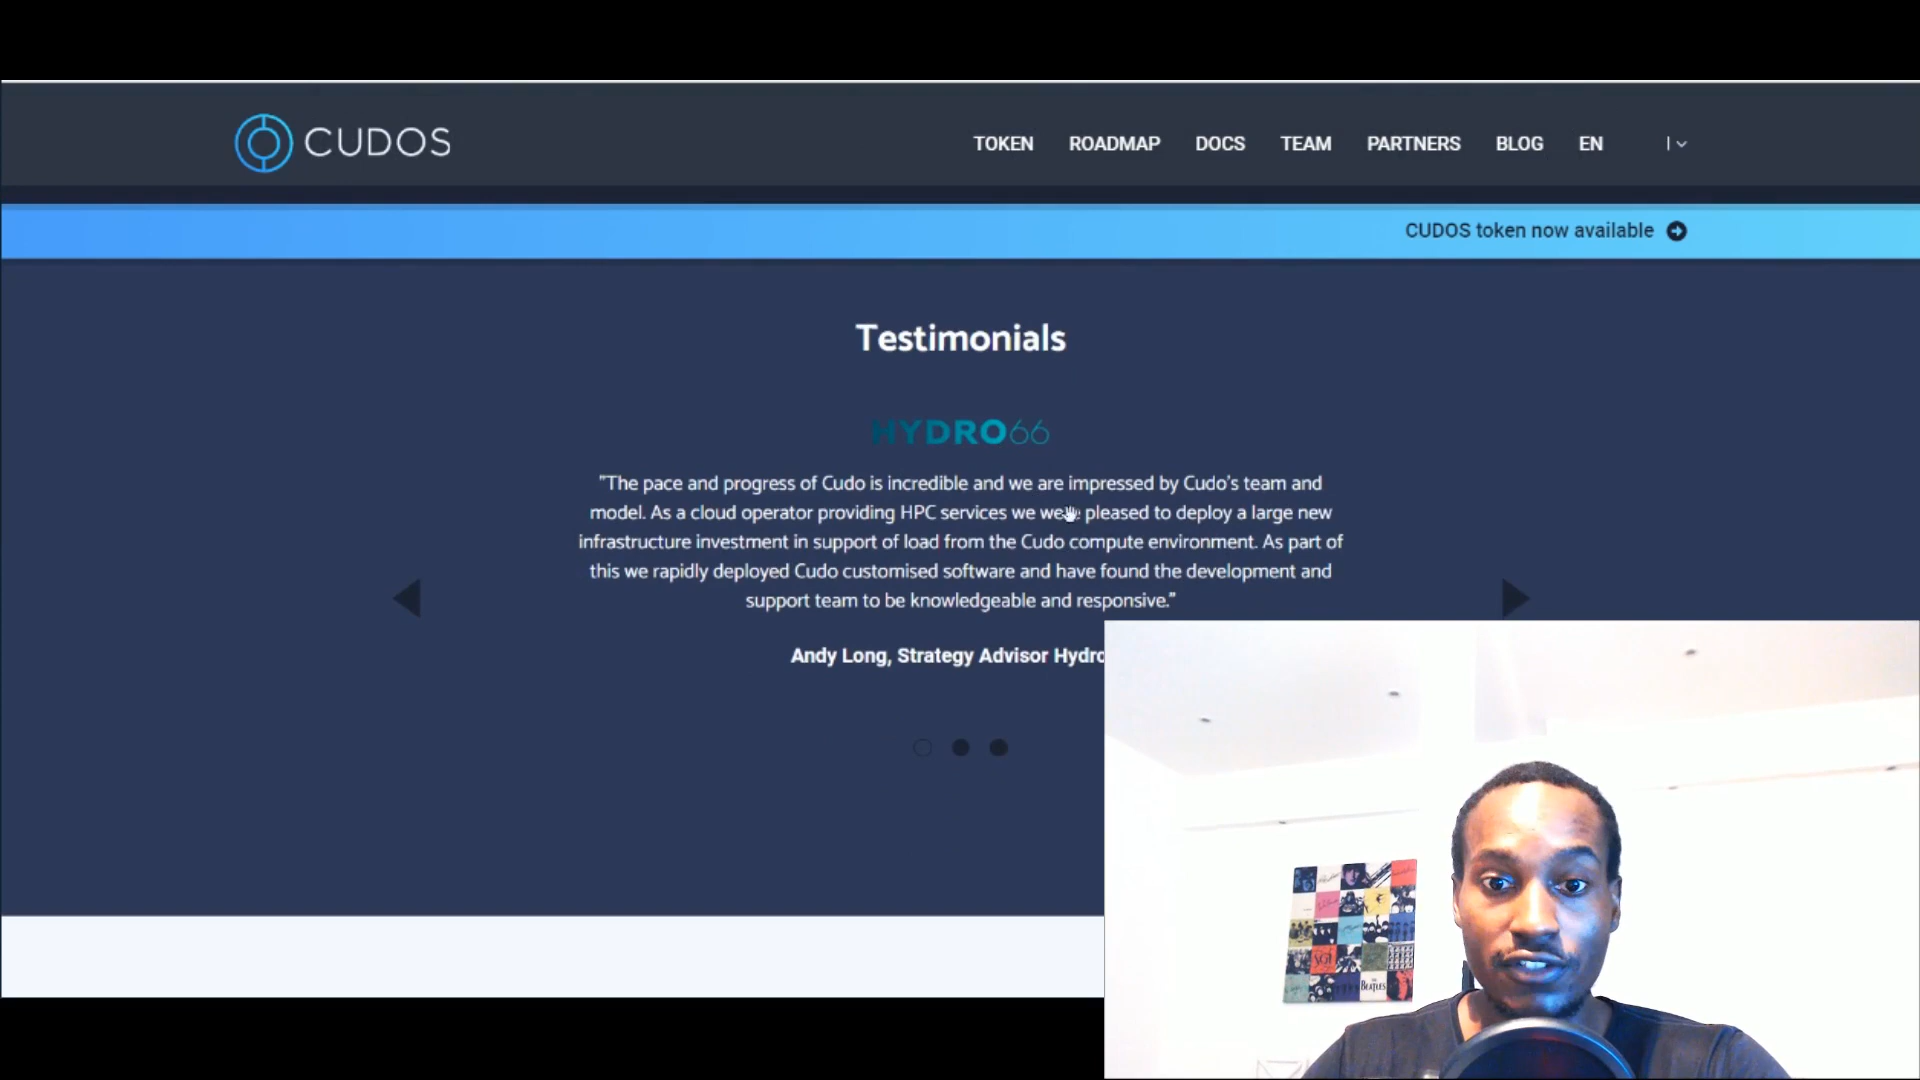 CUDOS
TOKEN ROADMAP DOCS TEAM PARTNERS BLOG EN
CUDOS token now available
Testimonials
HYDRO66
"The pace and progress of Cudo is incredible and we are impressed by Cudo's team and
model. As a cloud operator providing HPC services we were pleased to deploy a large new
infrastructure investment in support of load from the Cudo compute environment. As part of
this we rapidly deployed Cudo customised software and have found the development and
support team to be knowledgeable and responsive."
Andy Long, Strategy Advisor Hydro
SGT
THE
BEATLES